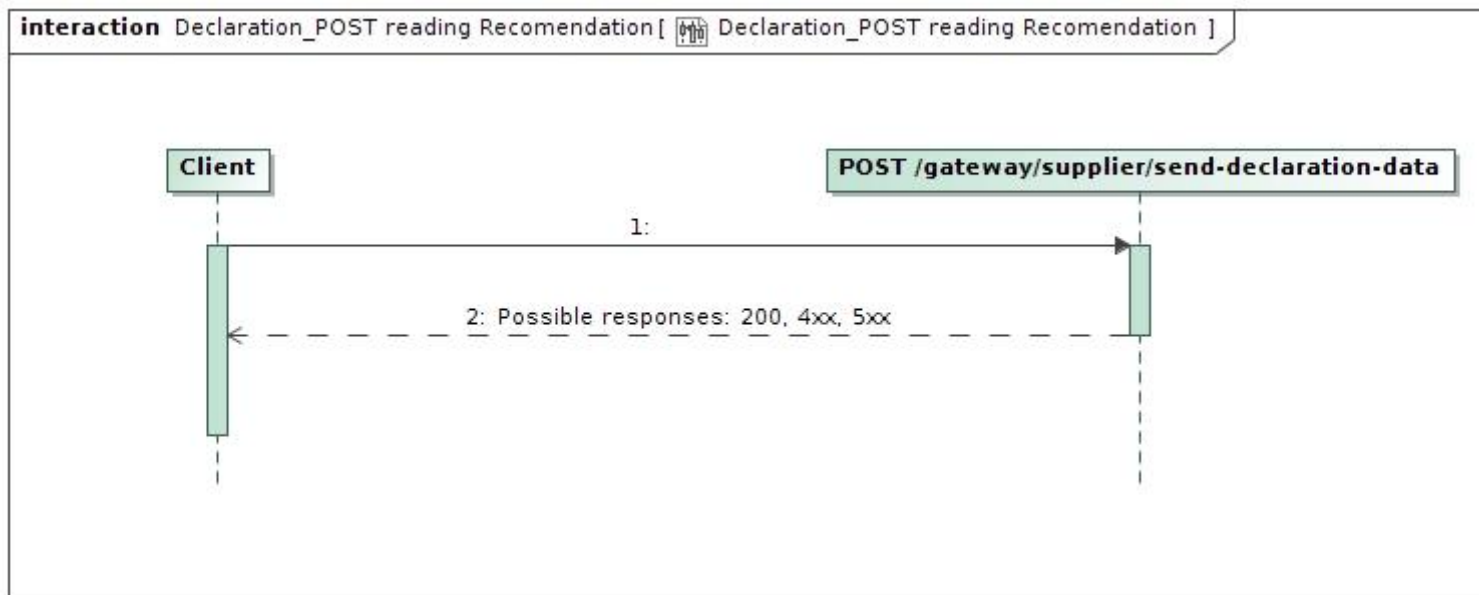 interaction Declaration_POST reading Recomendation[ Declaration_POST reading Recomendation ]
Client
POST /gateway/supplier/send-declaration-data
1:
2: Possible responses: 200, 4xx, 5xx